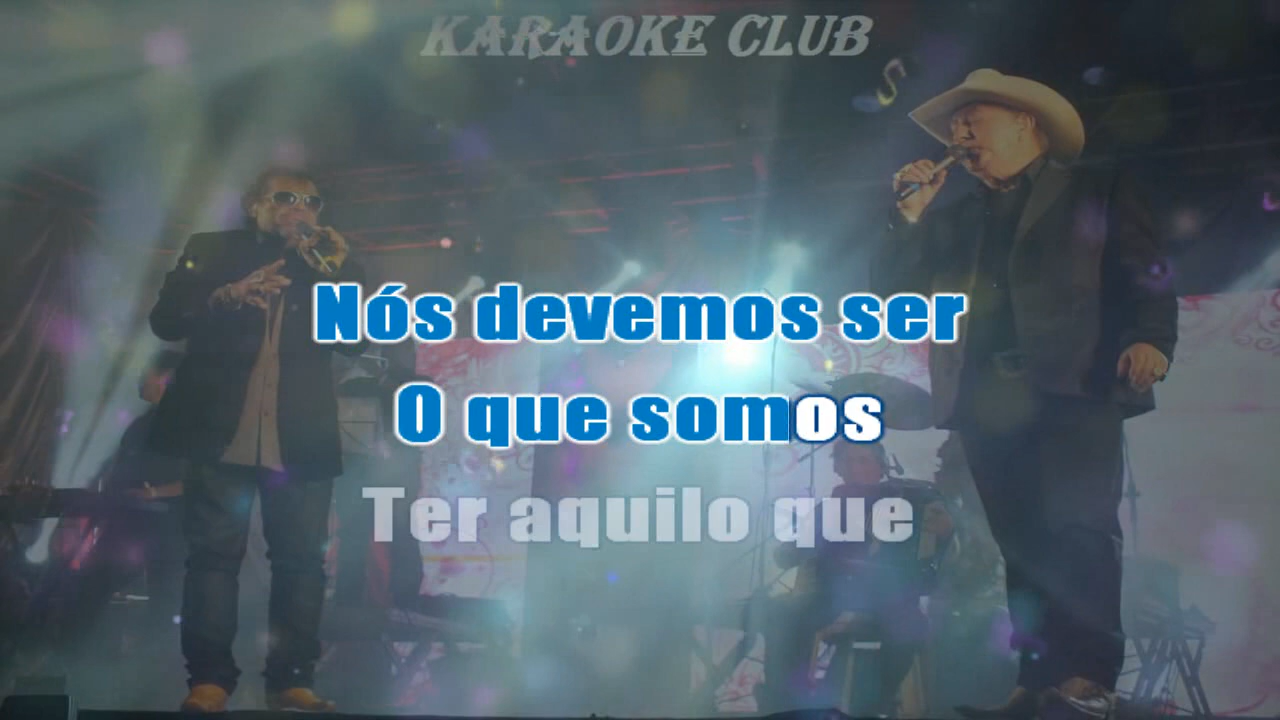 KARAOKE CLUB
Nós devemos ser
O que somos
Ter aquilo que